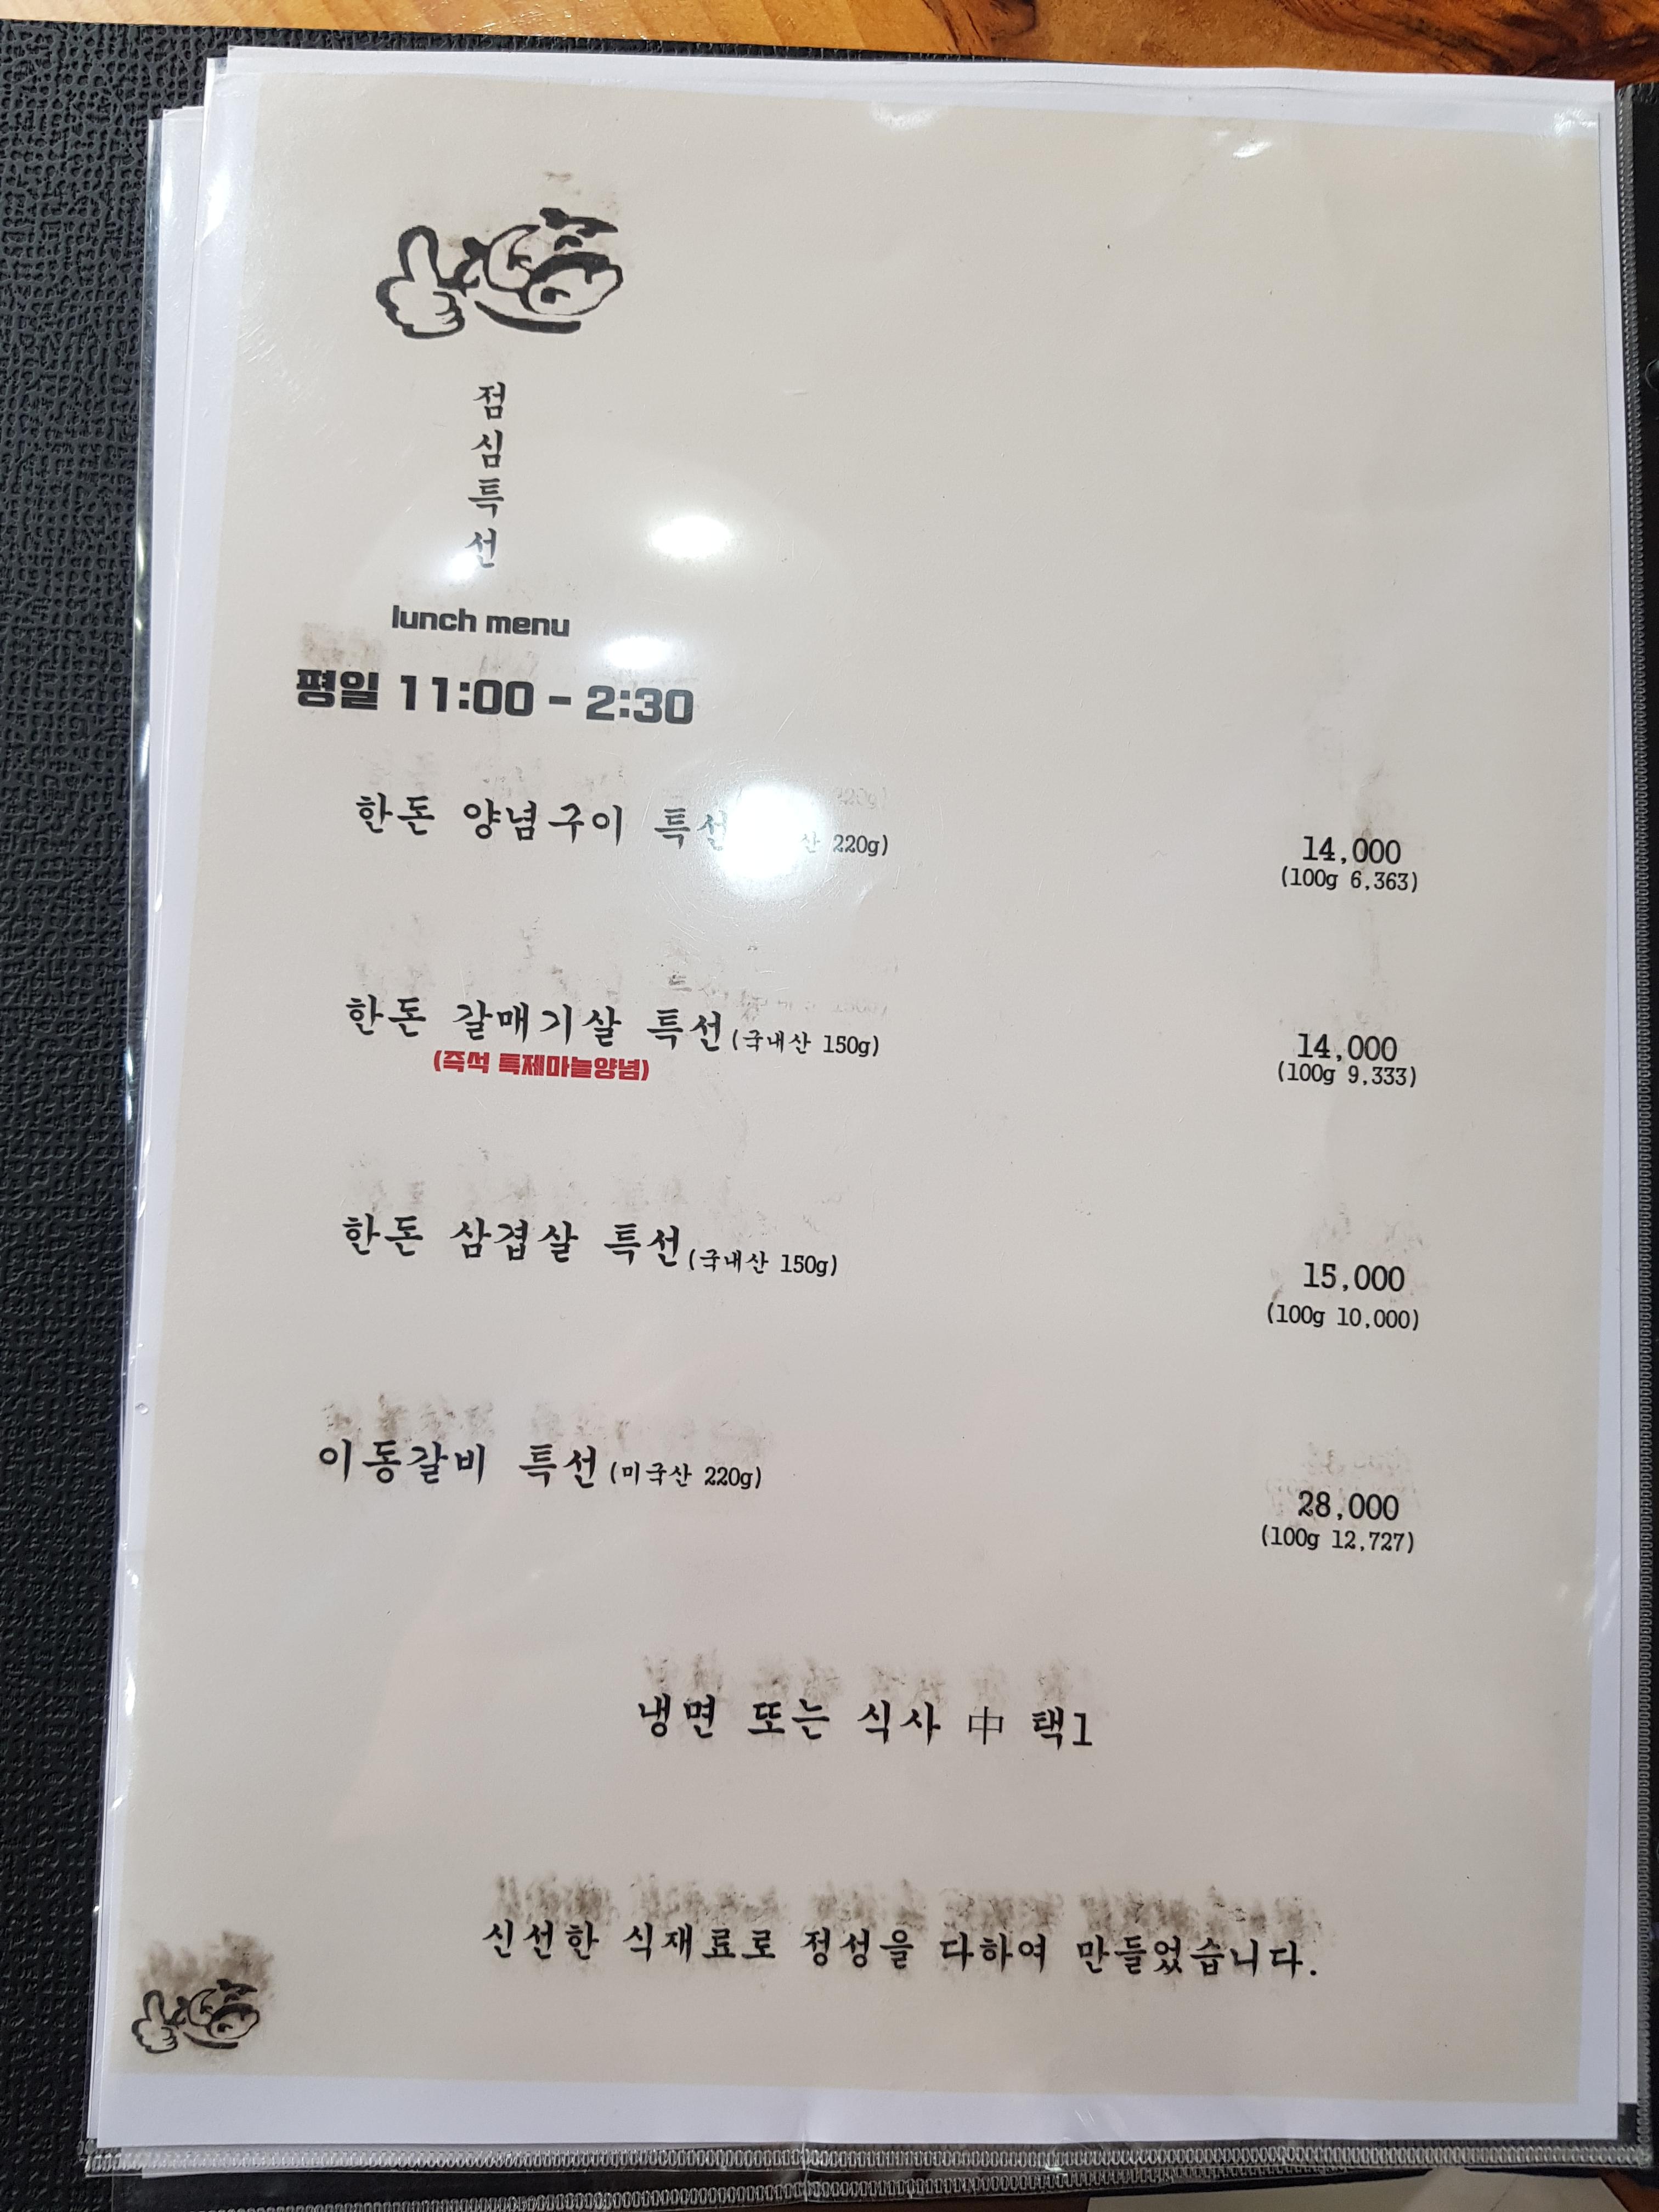 점심특선
lunch menu
평일 11:00 - 2:30
한돈 양념구이 특선 산 220g)
14,000
(100g 6,363)
한돈 갈매기살 특선(국내산 150g)
(즉석 특제마늘양념)
14,000
(100g 9,333)
한돈 삼겹살 특선(국내산 150g)
15,000
(100g 10,000)
이동갈비 특선(미국산 220g)
28,000
(100g 12,727)
냉면 또는 식사 中 택1
신선한 식재료로 정성을 다하여 만들었습니다.